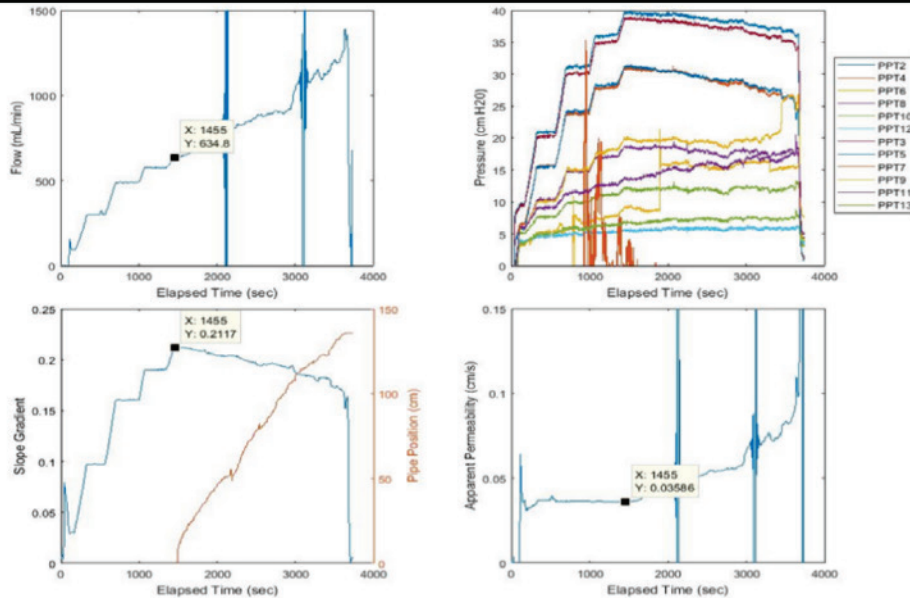 1500
1000
500
0
Flow (mL/min)
X: 1455
Y: 634.8
0 1000 2000 3000 4000
Elapsed Time (sec)
40
35
30
25
20
15
10
5
0
Pressure (cm H20)
0 1000 2000 3000 4000
Elapsed Time (sec)
PPT2
PPT4
PPT6
PPT8
PPT10
PPT12
PPT3
PPT5
PPT7
PPT9
PPT11
PPT13
0.25
0.2
0.15
0.1
0.05
0
Slope Gradient
X: 1455
Y: 0.2117
150
100
50
0
Pipe Position (cm)
0 1000 2000 3000 4000
Elapsed Time (sec)
0.15
0.1
0.05
0
Apparent Permeability (cm/s)
X: 1455
Y: 0.03586
0 1000 2000 3000 4000
Elapsed Time (sec)